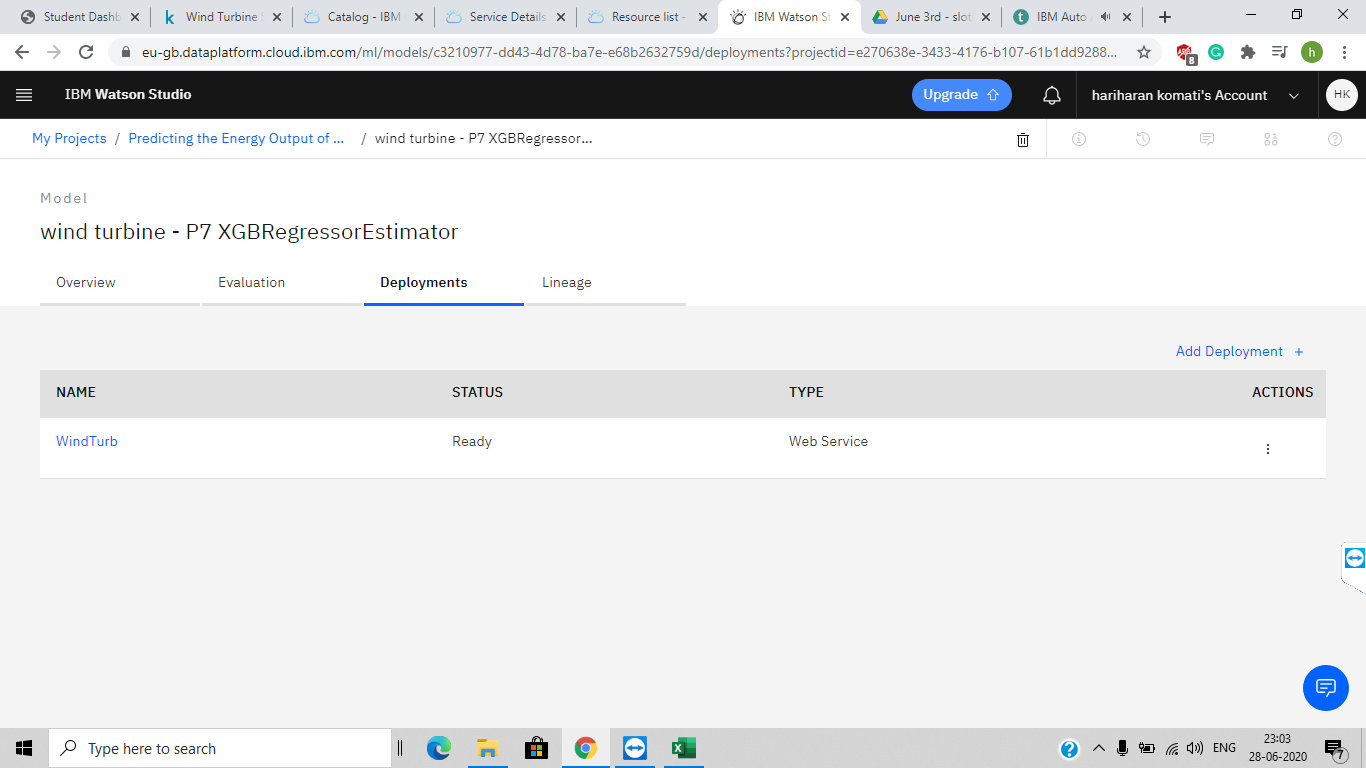 Student Dashb
Wind Turbine S
Catalog - IBM
Service Details
Resource list -
IBM Watson St
June 3rd - slot
IBM Auto A
eu-gb.dataplatform.cloud.ibm.com/ml/models/c3210977-dd43-4d78-ba7e-e68b2632759d/deployments?projectid=e270638e-3433-4176-b107-61b1dd9288...
8
h
IBM Watson Studio
Upgrade
hariharan komati's Account
HK
My Projects / Predicting the Energy Output of ... / wind turbine - P7 XGBRegressor...
Model
wind turbine - P7 XGBRegressorEstimator
Overview
Evaluation
Deployments
Lineage
Add Deployment +
NAME STATUS TYPE ACTIONS
WindTurb Ready Web Service
Type here to search
ENG
23:03
28-06-2020
7